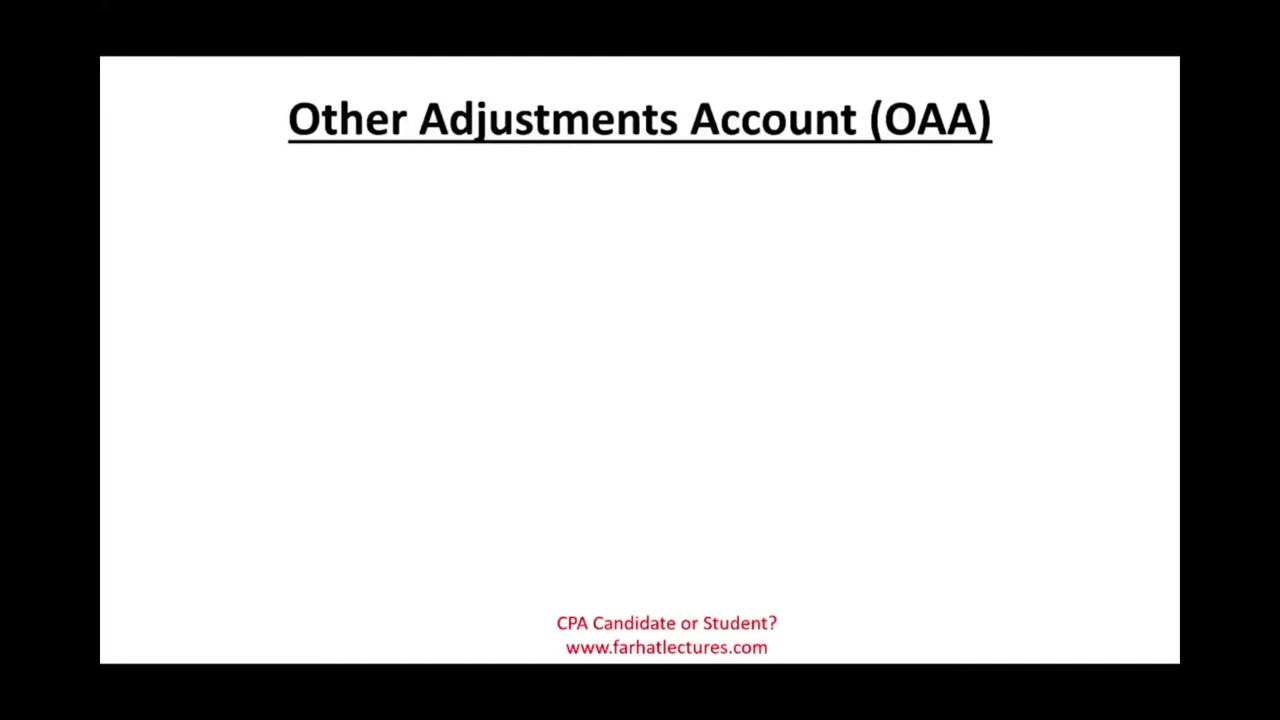 Other Adjustments Account (OAA)
CPA Candidate or Student?
www.farhatlectures.com